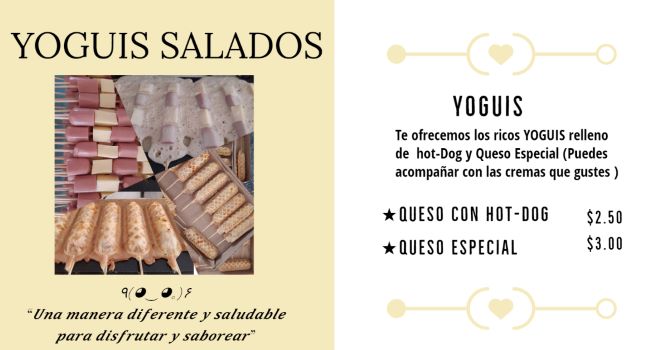 YOGUIS SALADOS
٩(◕‿◕｡)۶
“Una manera diferente y saludable
para disfrutar y saborear”
YOGUIS
Te ofrecemos los ricos YOGUIS relleno
de hot-Dog y Queso Especial (Puedes
acompañar con las cremas que gustes )
★QUESO CON HOT-DOG $2.50
★QUESO ESPECIAL $3.00